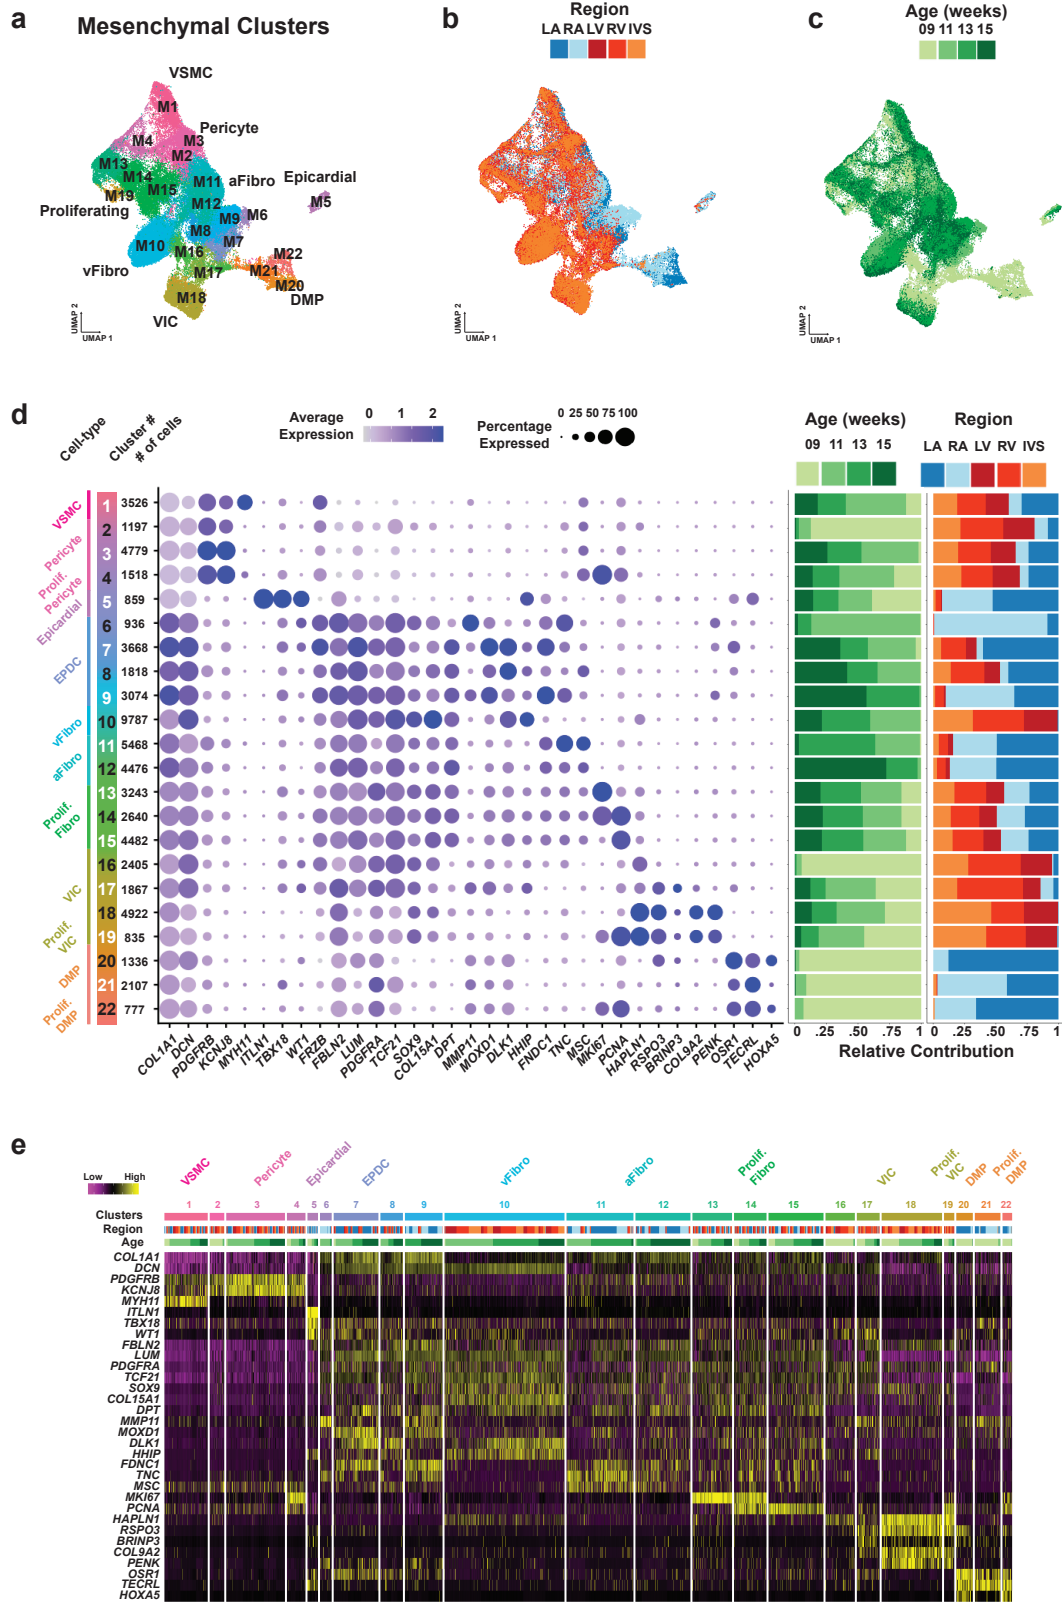 a
Mesenchymal Clusters
VSMC
M1
Pericyte
M4
M3
M2
M13
M14
M11
aFibro
Epicardial
M19
M15
M5
M12
Proliferating
M9
M6
M8
M10
M7
M16
M22
vFibro
M17
M21
M20
M18
DMP
VIC
UMAP 2
UMAP 1
b
Region
LA RA LV RV IVS
UMAP 2
UMAP 1
c
Age (weeks)
09 11 13 15
UMAP 2
UMAP 1
d
Cell-type
Cluster #
# of cells
Average
Expression
0 1 2
Percentage
Expressed
0 25 50 75 100
Age (weeks)
09 11 13 15
Region
LA RA LV RV IVS
VSMC
Pericyte
Prolif.
Pericyte
Epicardial
EPDC
vFibro
aFibro
Prolif.
Fibro
VIC
Prolif.
VIC
DMP
Prolif.
DMP
1 3526
2 1197
3 4779
4 1518
5 859
6 936
7 3668
8 1818
9 3074
10 9787
11 5468
12 4476
13 3243
14 2640
15 4482
16 2405
17 1867
18 4922
19 835
20 1336
21 2107
22 777
COL1A1
DCN
PDGFRB
KCNJ8
MYH11
ITLN1
TBX18
WT1
FRZB
FBLN2
LUM
PDGFRA
TCF21
SOX9
COL15A1
DPT
MMP11
MOXD1
DLK1
HHIP
FNDC1
TNC
MSC
MKI67
PCNA
HAPLN1
RSPO3
BRINP3
COL9A2
PENK
OSR1
TECRL
HOXA5
0 .25 .50 .75 1
0 .25 .50 .75 1
Relative Contribution
e
Low High
VSMC
Pericyte
Epicardial
EPDC
vFibro
aFibro
Prolif.
Fibro
VIC
Prolif.
VIC
DMP
Prolif.
DMP
Clusters
1 2 3 4 5 6 7 8 9 10 11 12 13 14 15 16 17 18 19 20 21 22
Region
Age
COL1A1
DCN
PDGFRB
KCNJ8
MYH11
ITLN1
TBX18
WT1
FBLN2
LUM
PDGFRA
TCF21
SOX9
COL15A1
DPT
MMP11
MOXD1
DLK1
HHIP
FDNC1
TNC
MSC
MKI67
PCNA
HAPLN1
RSPO3
BRINP3
COL9A2
PENK
OSR1
TECRL
HOXA5